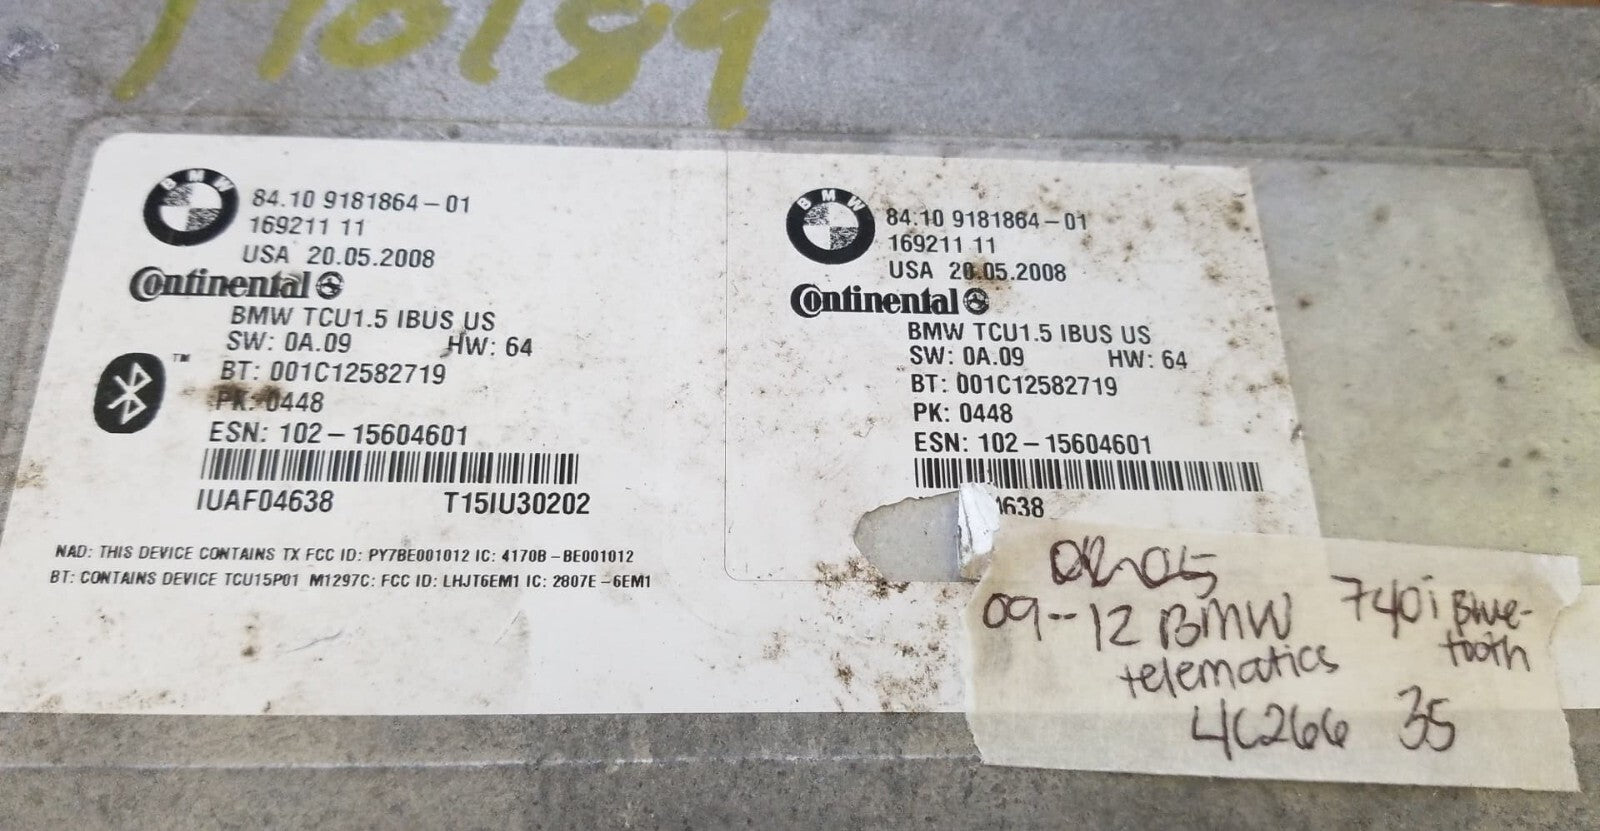 BMW
84.10 9181864-01
169211 11
USA 20.05.2008
Continental
BMW TCU1.5 IBUS US
SW: 0A.09 HW: 64
BT: 001C12582719
PK: 0448
ESN: 102-15604601
IUAF04638 T15IU30202
NAD: THIS DEVICE CONTAINS TX FCC ID: PY7BE001012 IC: 4170B-BE001012
BT: CONTAINS DEVICE TCU15P01 M1297C: FCC ID: LHJT6EM1 IC: 2807E-6EM1
BMW
84.10 9181864-01
169211 11
USA 20.05.2008
Continental
BMW TCU1.5 IBUS US
SW: 0A.09 HW: 64
BT: 001C12582719
PK: 0448
ESN: 102-15604601
4638
09--12 BMW 740i Blue-
telematics tooth
4C266 35